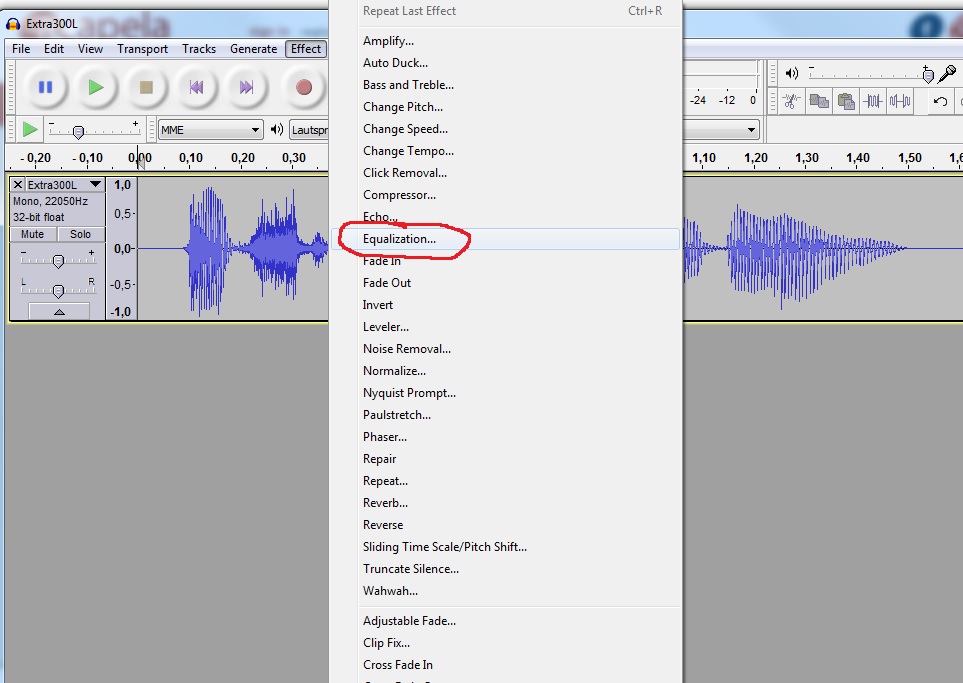 Extra300L
File Edit View Transport Tracks Generate Effect
Repeat Last Effect Ctrl+R
Amplify...
Auto Duck...
Bass and Treble...
Change Pitch...
Change Speed...
Change Tempo...
Click Removal...
Compressor...
Echo...
Equalization...
Fade In
Fade Out
Invert
Leveler...
Noise Removal...
Normalize...
Nyquist Prompt...
Paulstretch...
Phaser...
Repair
Repeat...
Reverb...
Reverse
Sliding Time Scale/Pitch Shift...
Truncate Silence...
Wahwah...
Adjustable Fade...
Clip Fix...
Cross Fade In
-24 -12 0
MME
Lautspr
- 0,20 - 0,10 0,00 0,10 0,20 0,30 1,10 1,20 1,30 1,40 1,50
Extra300L
Mono, 22050Hz
32-bit float
Mute Solo
- +
L R
1,0
0,5-
0,0-
-0,5-
-1,0